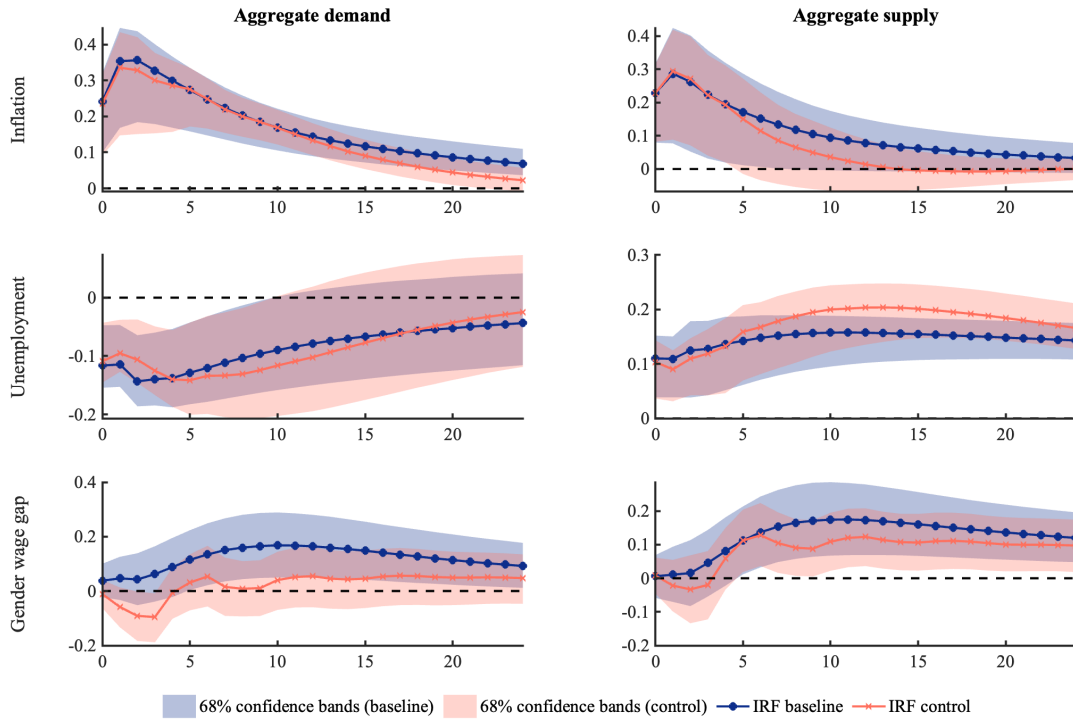 Aggregate demand
Aggregate supply
Inflation
0.4
0.3
0.2
0.1
0
0 5 10 15 20
0.4
0.3
0.2
0.1
0
0 5 10 15 20
Unemployment
0
-0.1
-0.2
0 5 10 15 20
0.3
0.2
0.1
0
0 5 10 15 20
Gender wage gap
0.4
0.2
0
-0.2
0 5 10 15 20
0.2
0.1
0
-0.1
0.2
0 5 10 15 20
68% confidence bands (baseline) 68% confidence bands (control) IRF baseline IRF control